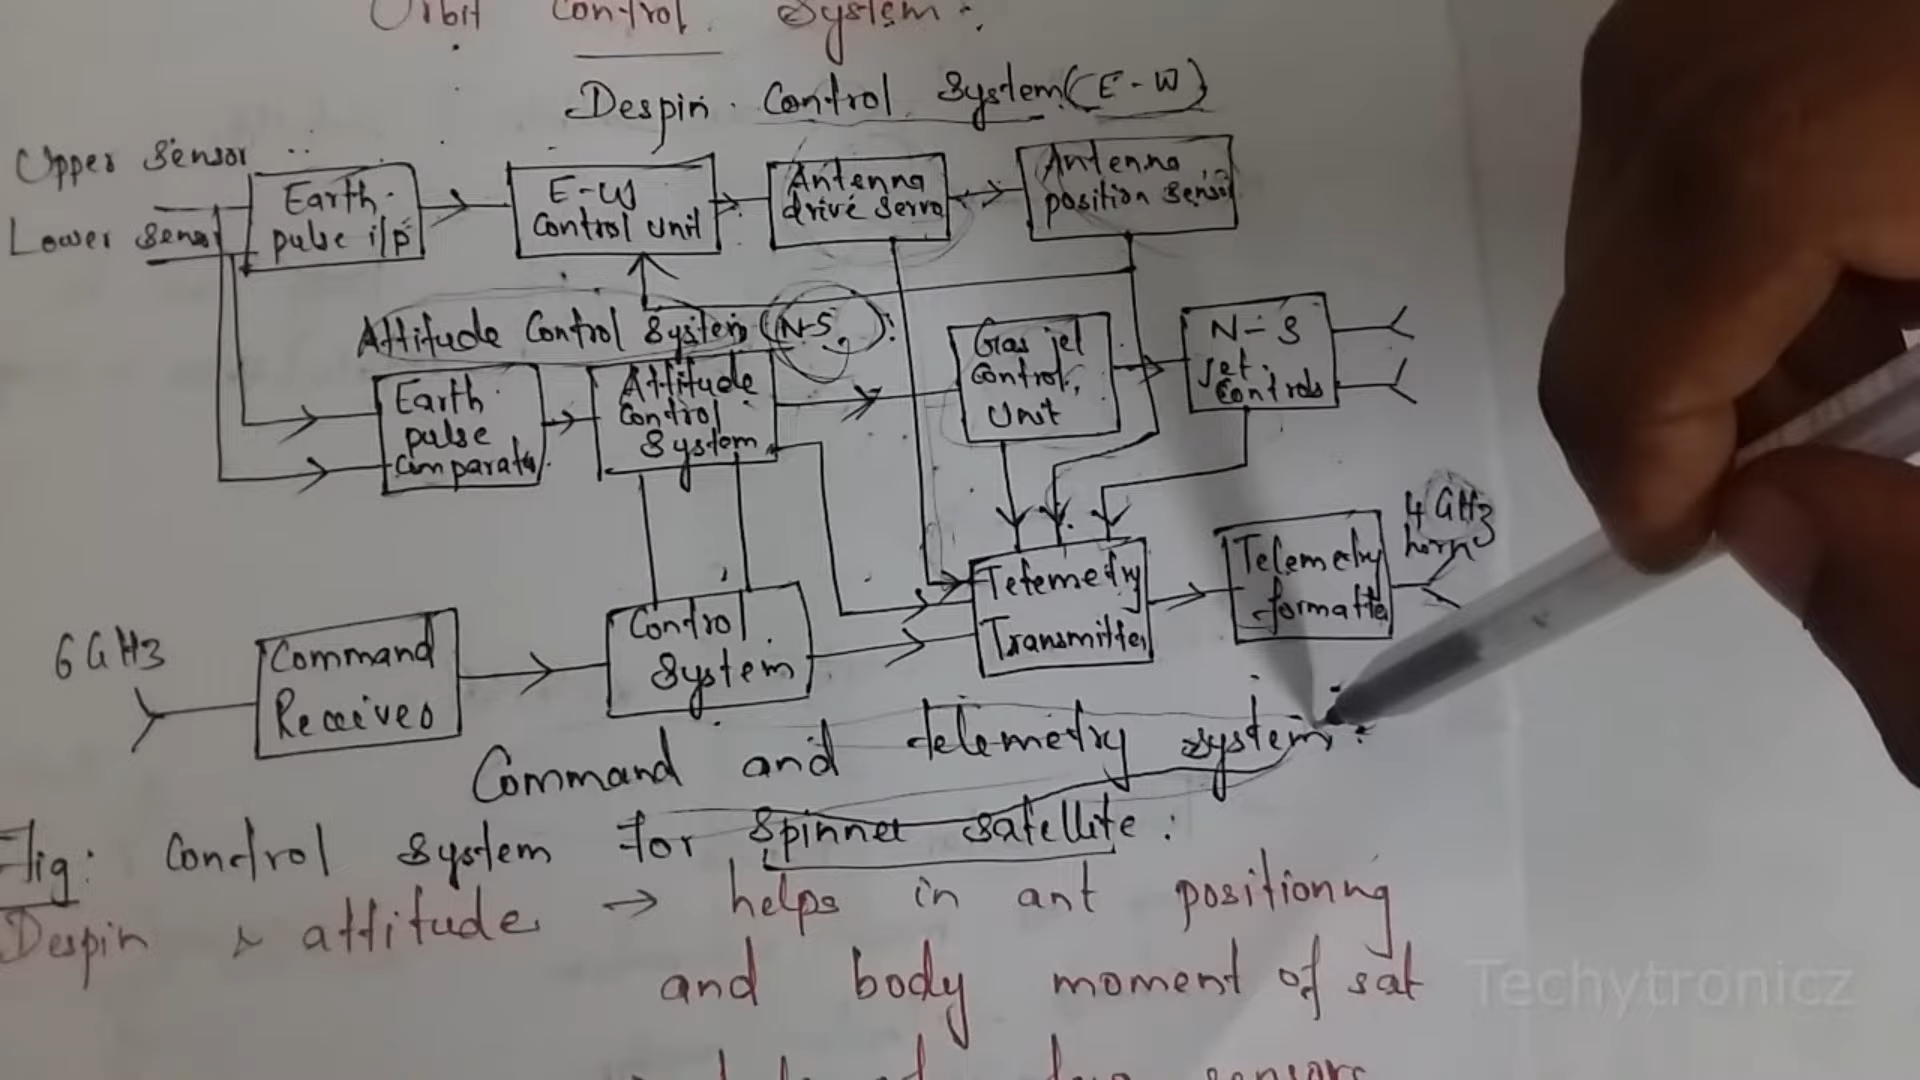 Orbit Control System:
Despin Control System (E-W)
Upper Sensor
Lower Sensor
Earth
pulse i/p
E-W
Control unit
Antenna
drive servo
Antenna
position Sensor
Attitude Control System (N-S):
Earth
pulse
Comparator
Attitude
Control
System
Gas jet
Control
Unit
N-S
Jet
Controls
6 GHz
Command
Receiver
Control
System
Telemetry
Transmitter
Telemetry
formatter
4 GHz
horn
Command and telemetry system:
Fig: Control System for Spinner Satellite:
Despin & attitude → helps in ant positioning
and body moment of sat
sensors
Techytronicz